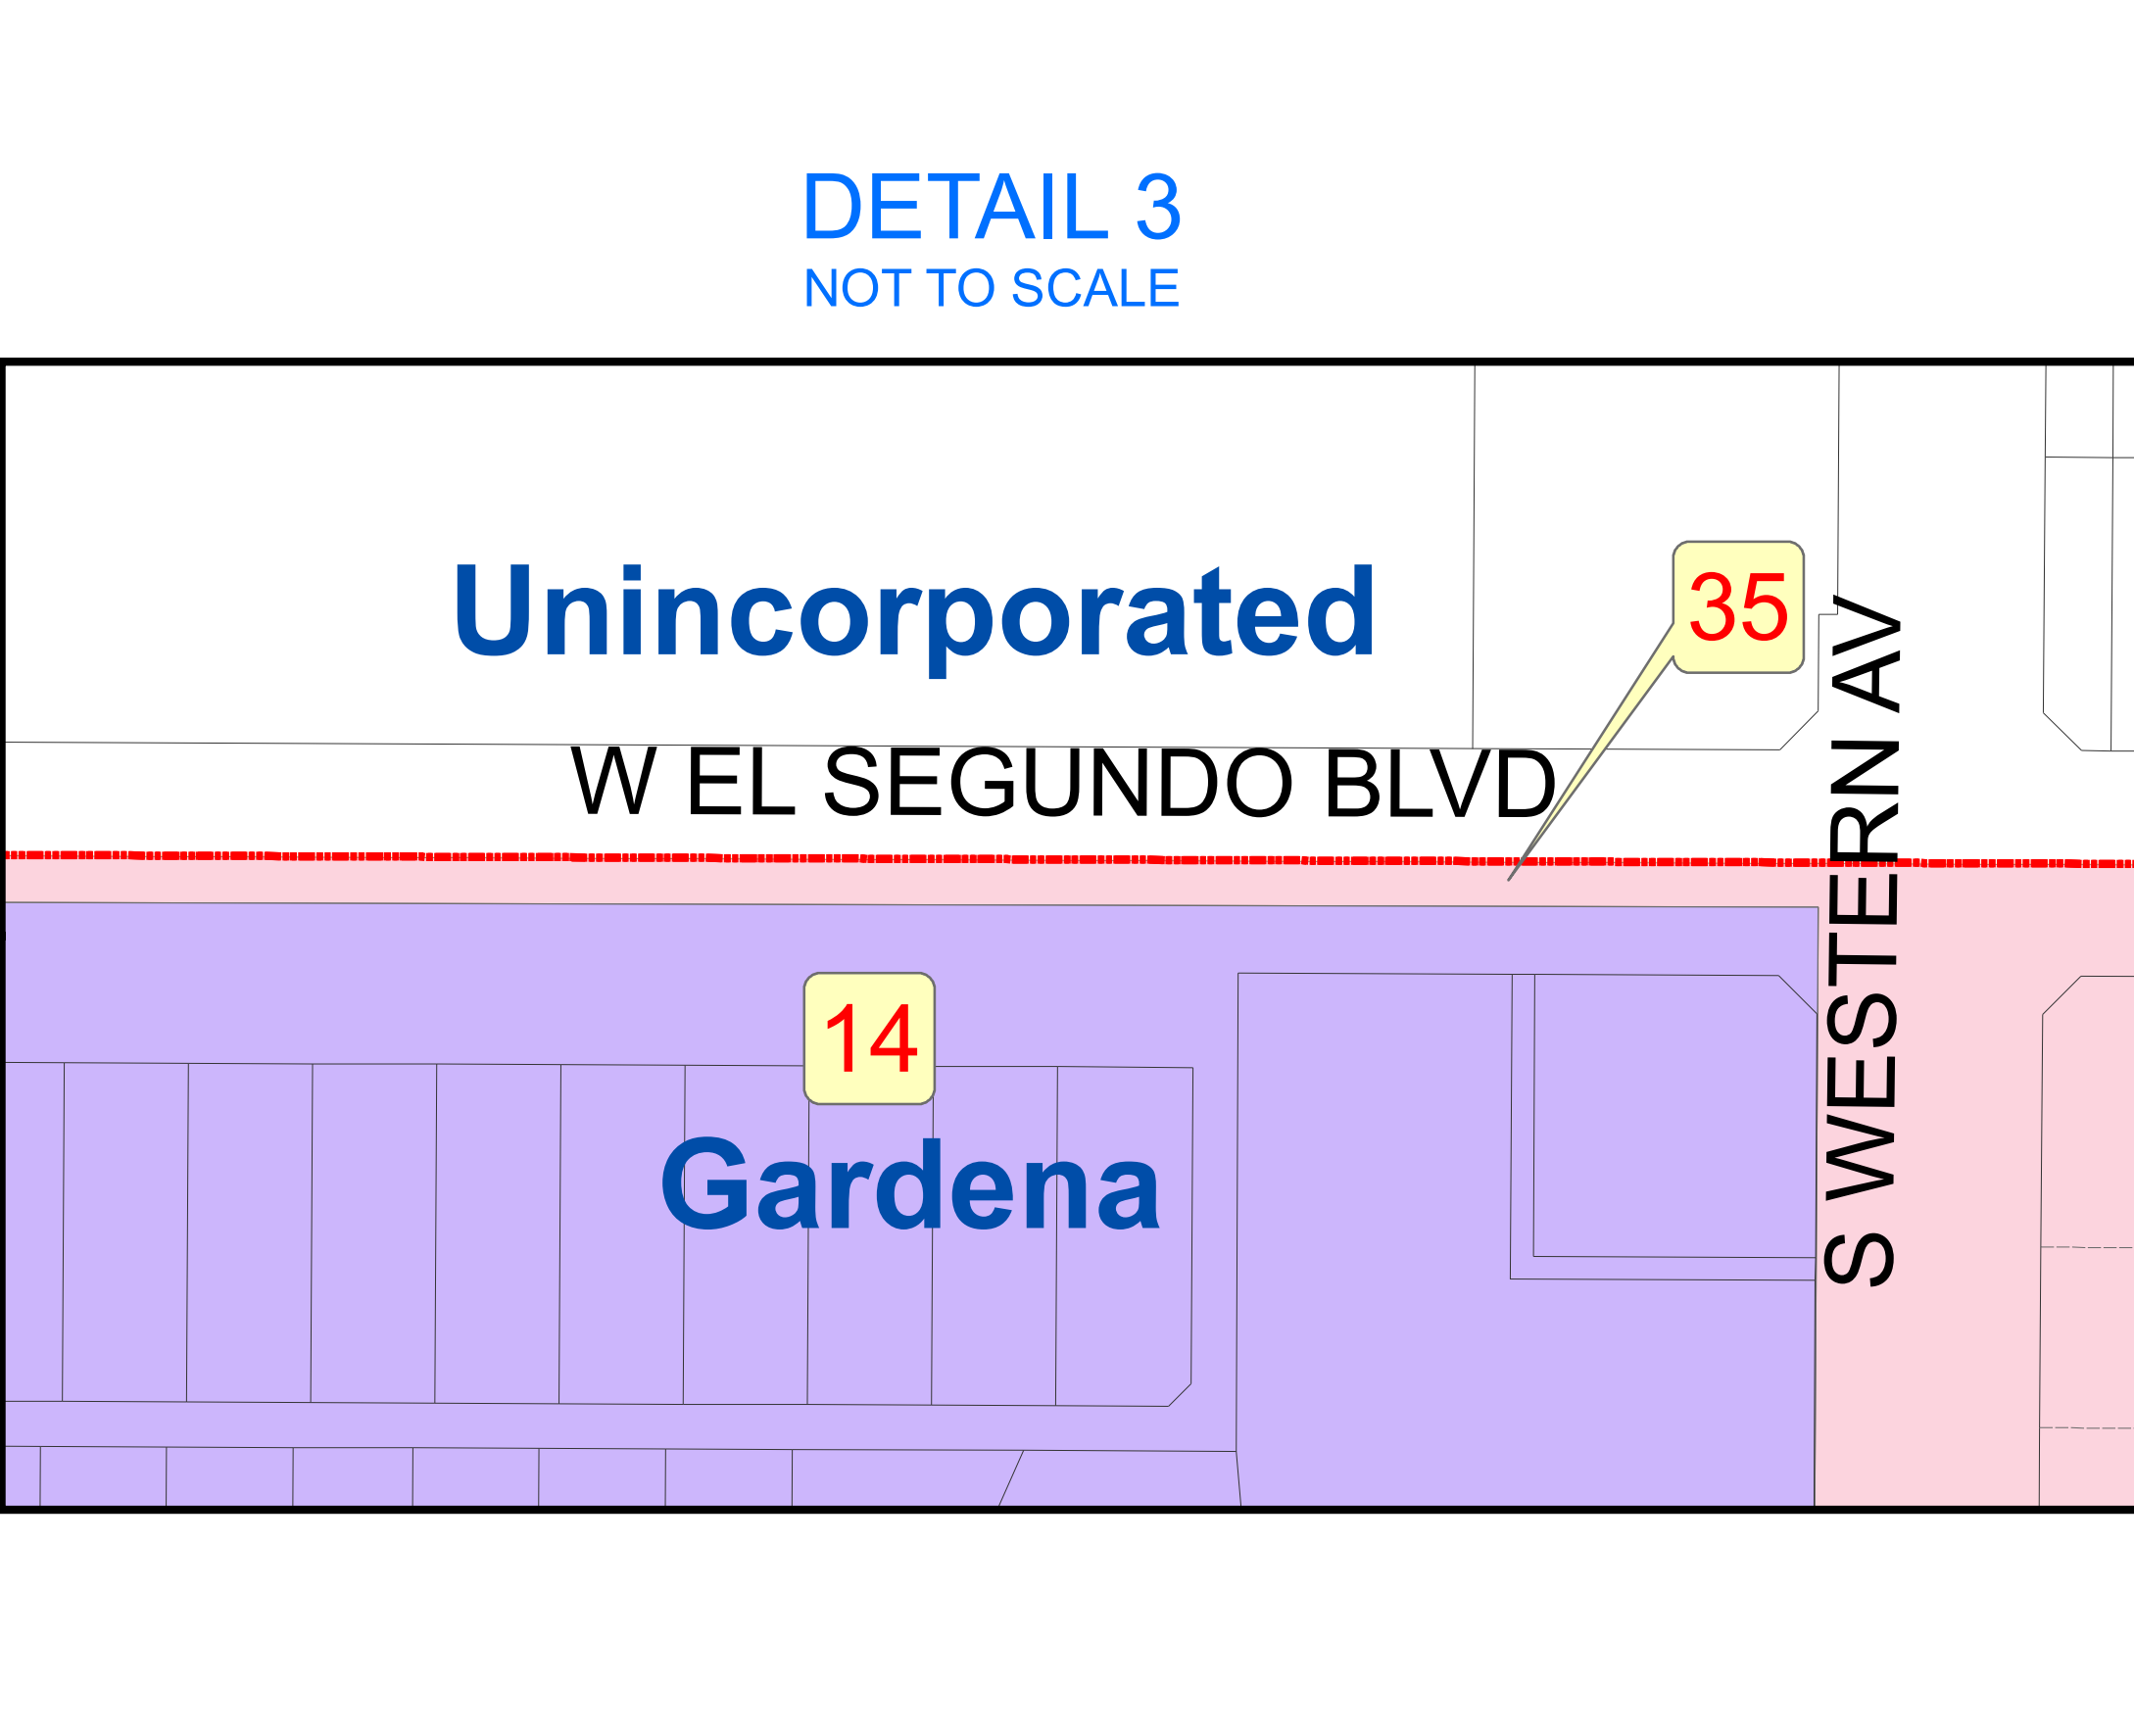 DETAIL 3
NOT TO SCALE
Unincorporated
35
W EL SEGUNDO BLVD
S WESTERN AV
14
Gardena